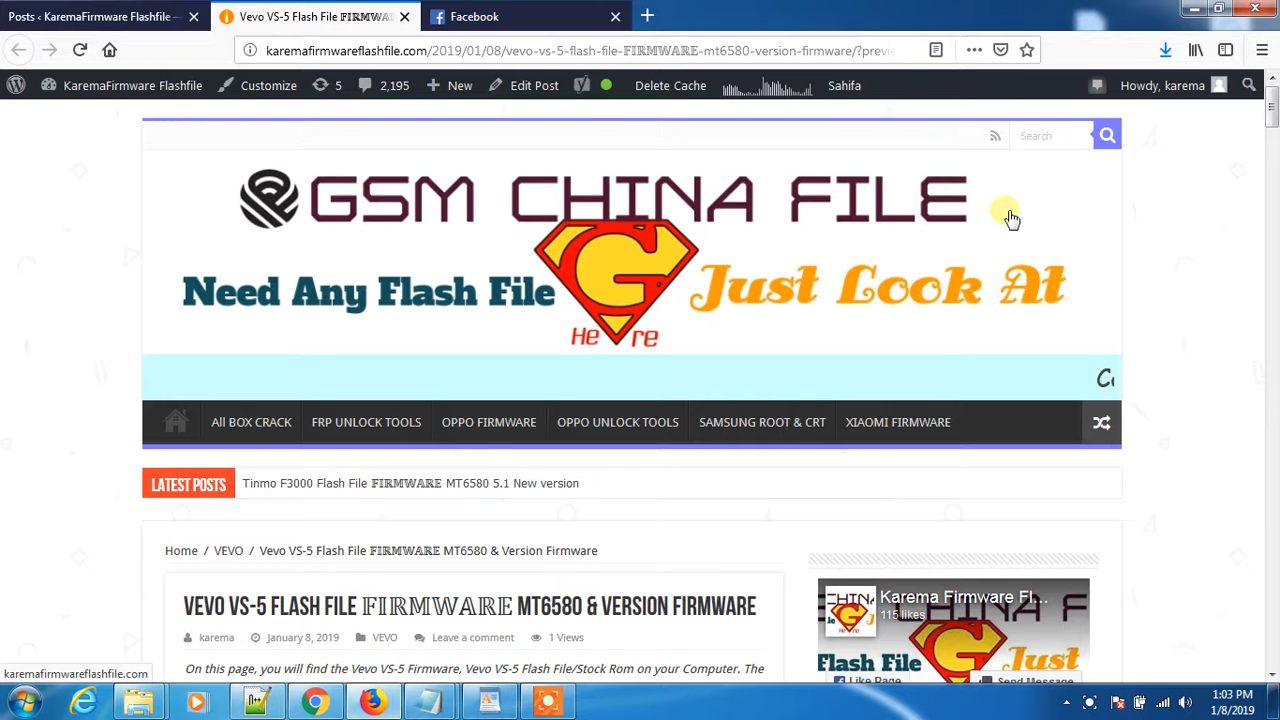 Posts ‹ KaremaFirmware Flashfile —
Vevo VS-5 Flash File 𝔽𝕀ℝ𝕄𝕎𝔸
Facebook
karemafirmwareflashfile.com/2019/01/08/vevo-vs-5-flash-file-𝔽𝕀ℝ𝕄𝕎𝔸ℝ𝔼-mt6580-version-firmware/?previe
KaremaFirmware Flashfile
Customize
5
2,195
New
Edit Post
Delete Cache
Sahifa
Howdy, karema
Search
GSM CHINA FILE
Need Any Flash File
G
Just Look At
He re
All BOX CRACK
FRP UNLOCK TOOLS
OPPO FIRMWARE
OPPO UNLOCK TOOLS
SAMSUNG ROOT & CRT
XIAOMI FIRMWARE
LATEST POSTS
Tinmo F3000 Flash File 𝔽𝕀ℝ𝕄𝕎𝔸ℝ𝔼 MT6580 5.1 New version
Home / VEVO / Vevo VS-5 Flash File 𝔽𝕀ℝ𝕄𝕎𝔸ℝ𝔼 MT6580 & Version Firmware
VEVO VS-5 FLASH FILE 𝔽𝕀ℝ𝕄𝕎𝔸ℝ𝔼 MT6580 & VERSION FIRMWARE
karema
January 8, 2019
VEVO
Leave a comment
1 Views
On this page, you will find the Vevo VS-5 Firmware, Vevo VS-5 Flash File/Stock Rom on your Computer. The
CHINA F
Karema Firmware Fl...
115 likes
Flash File
Just
Like Page
Send Message
karemafirmwareflashfile.com
1:03 PM
1/8/2019